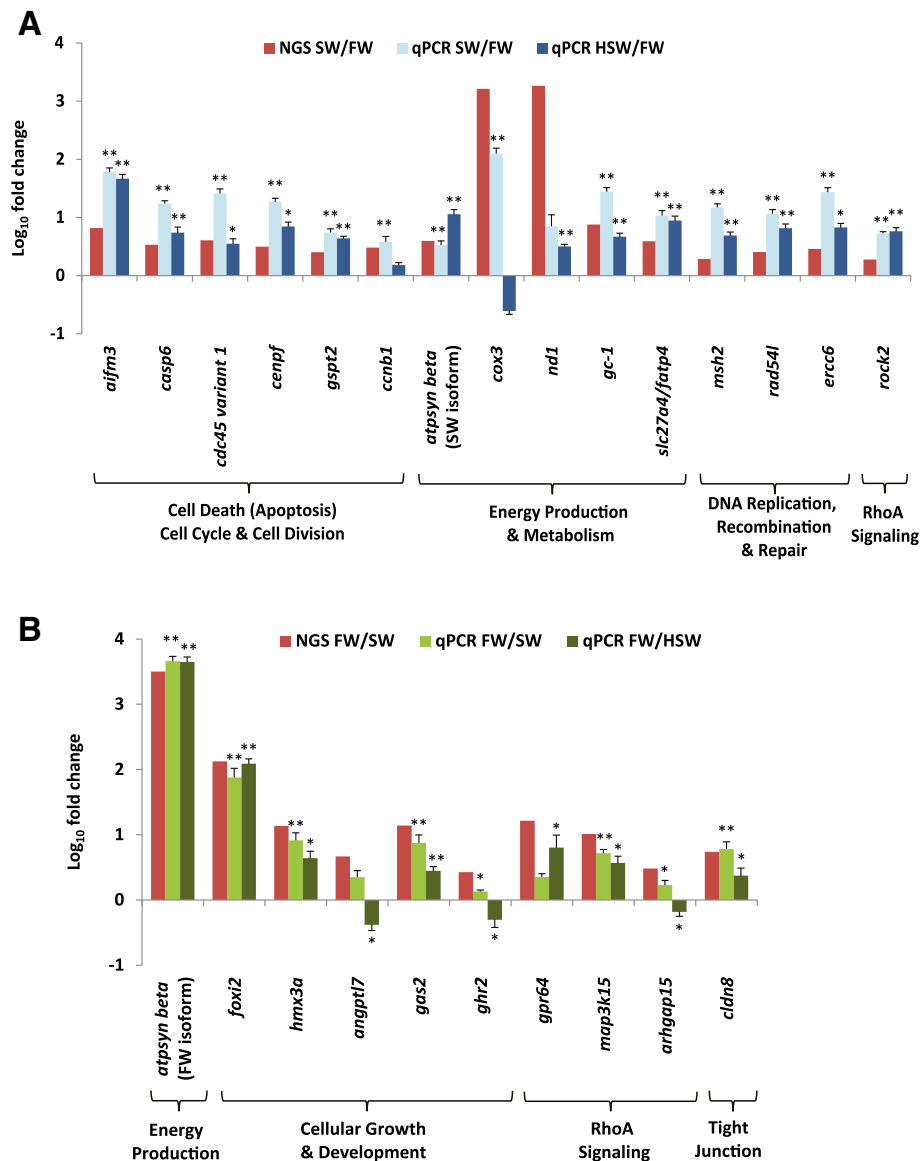 A
NGS SW/FW qPCR SW/FW qPCR HSW/FW
Log10 fold change
4
3
2
1
0
-1
** ** ** ** ** * ** * ** ** ** ** ** ** ** ** ** ** ** ** ** ** ** * ** **
aifm3
casp6
cdc45 variant 1
cenpf
gspt2
ccnb1
atpsyn beta
(SW isoform)
cox3
nd1
gc-1
slc27a4/fatp4
msh2
rad54l
ercc6
rock2
Cell Death (Apoptosis)
Cell Cycle & Cell Division
Energy Production
& Metabolism
DNA Replication,
Recombination
& Repair
RhoA
Signaling
B
NGS FW/SW qPCR FW/SW qPCR FW/HSW
Log10 fold change
4
3
2
1
0
-1
** ** ** ** ** * * ** ** * * * ** * * * ** *
atpsyn beta
(FW isoform)
foxi2
hmx3a
angptl7
gas2
ghr2
gpr64
map3k15
arhgap15
cldn8
Energy
Production
Cellular Growth
& Development
RhoA
Signaling
Tight
Junction